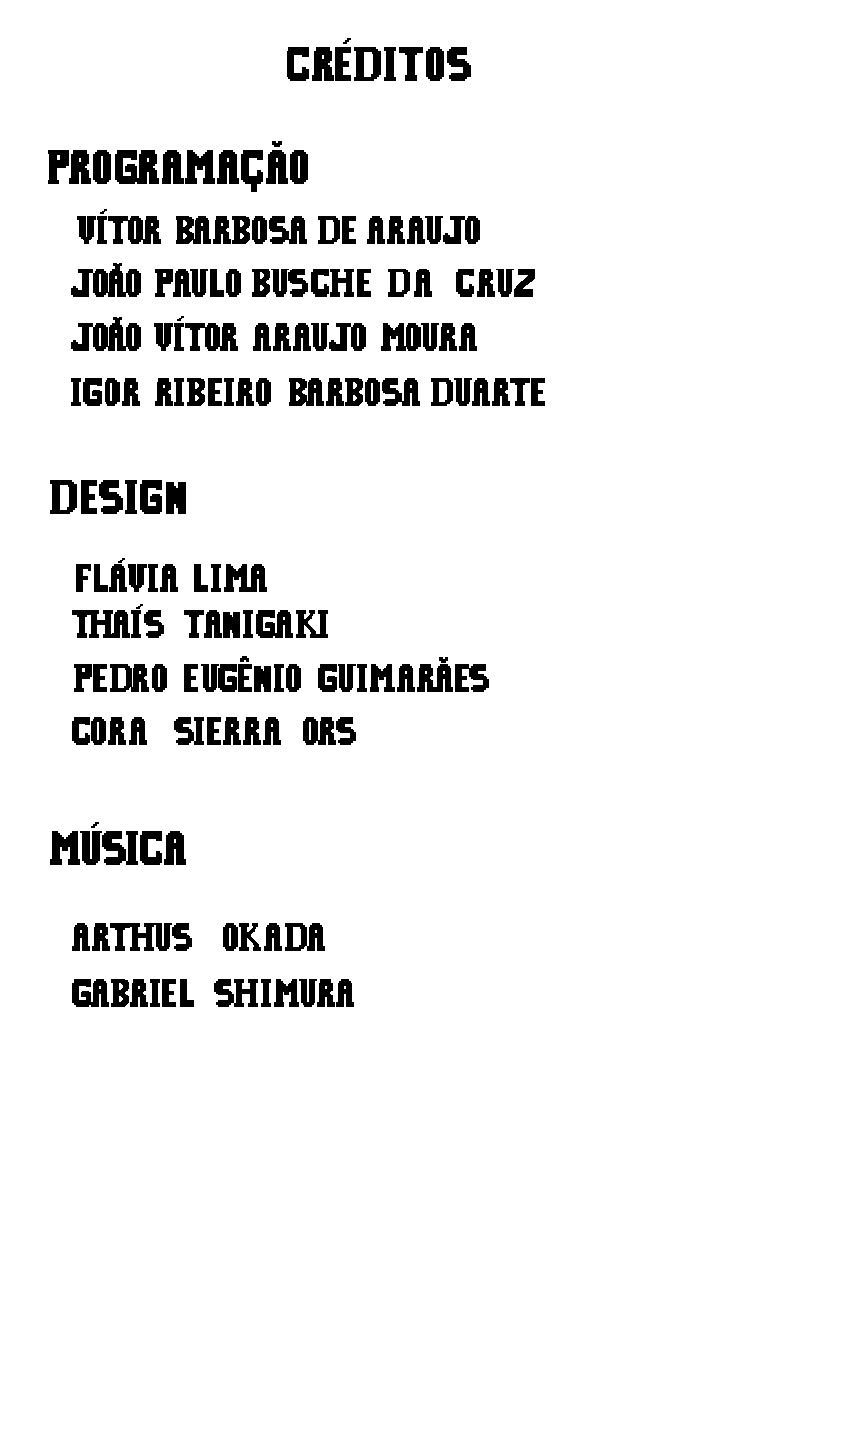 CRÉDITOS
PROGRAMAÇÃO
VÍTOR BARBOSA DE ARAUJO
JOÃO PAULO BUSCHE DA CRUZ
JOÃO VÍTOR ARAUJO MOURA
IGOR RIBEIRO BARBOSA DUARTE
DESIGN
FLÁVIA LIMA
THAÍS TANIGAKI
PEDRO EUGÊNIO GUIMARÃES
CORA SIERRA ORS
MÚSICA
ARTHUS OKADA
GABRIEL SHIMURA